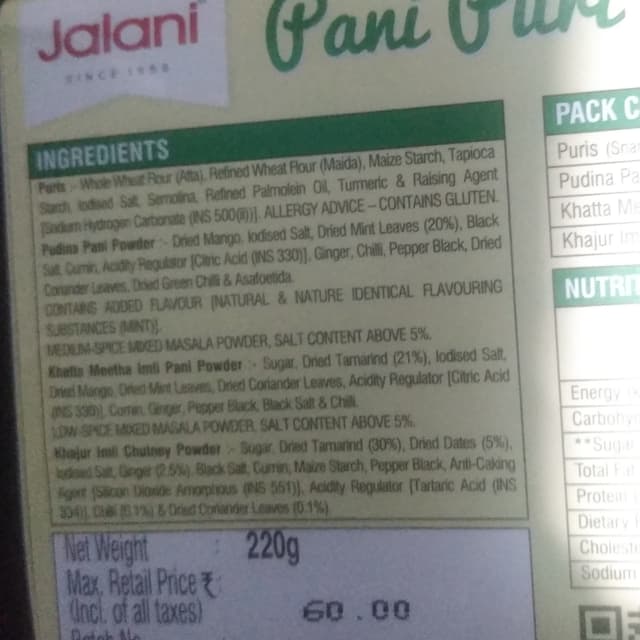 Jalani
SINCE 1950
Pani Puri
INGREDIENTS
Puris :- Whole Wheat Flour (Atta), Refined Wheat Flour (Maida), Maize Starch, Tapioca
Starch, Iodised Salt, Semolina, Refined Palmolein Oil, Turmeric & Raising Agent
[Sodium Hydrogen Carbonate (INS 500(ii))]. ALLERGY ADVICE – CONTAINS GLUTEN.
Pudina Pani Powder :- Dried Mango, Iodised Salt, Dried Mint Leaves (20%), Black
Salt, Cumin, Acidity Regulator [Citric Acid (INS 330)], Ginger, Chilli, Pepper Black, Dried
Coriander Leaves, Dried Green Chilli & Asafoetida.
CONTAINS ADDED FLAVOUR [NATURAL & NATURE IDENTICAL FLAVOURING
SUBSTANCES (MINT)].
MEDIUM-SPICE MIXED MASALA POWDER, SALT CONTENT ABOVE 5%.
Khatta Meetha Imli Pani Powder :- Sugar, Dried Tamarind (21%), Iodised Salt,
Dried Mango, Dried Mint Leaves, Dried Coriander Leaves, Acidity Regulator [Citric Acid
(INS 330)], Cumin, Ginger, Pepper Black, Black Salt & Chilli.
LOW-SPICE MIXED MASALA POWDER, SALT CONTENT ABOVE 5%.
Khajur Imli Chutney Powder :- Sugar, Dried Tamarind (30%), Dried Dates (5%),
Iodised Salt, Ginger (2.5%), Black Salt, Cumin, Maize Starch, Pepper Black, Anti-Caking
Agent [Silicon Dioxide Amorphous (INS 551)], Acidity Regulator [Tartaric Acid (INS
334)], Chilli (0.1%) & Dried Coriander Leaves (0.1%).
Net Weight : 220g
Max. Retail Price ₹ :
(Incl. of all taxes) 60.00
Batch No
PACK C
Puris (Sna
Pudina Pa
Khatta Me
Khajur Im
NUTRIT
Energy
Carbohy
**Sugar
Total Fat
Protein
Dietary
Cholest
Sodium